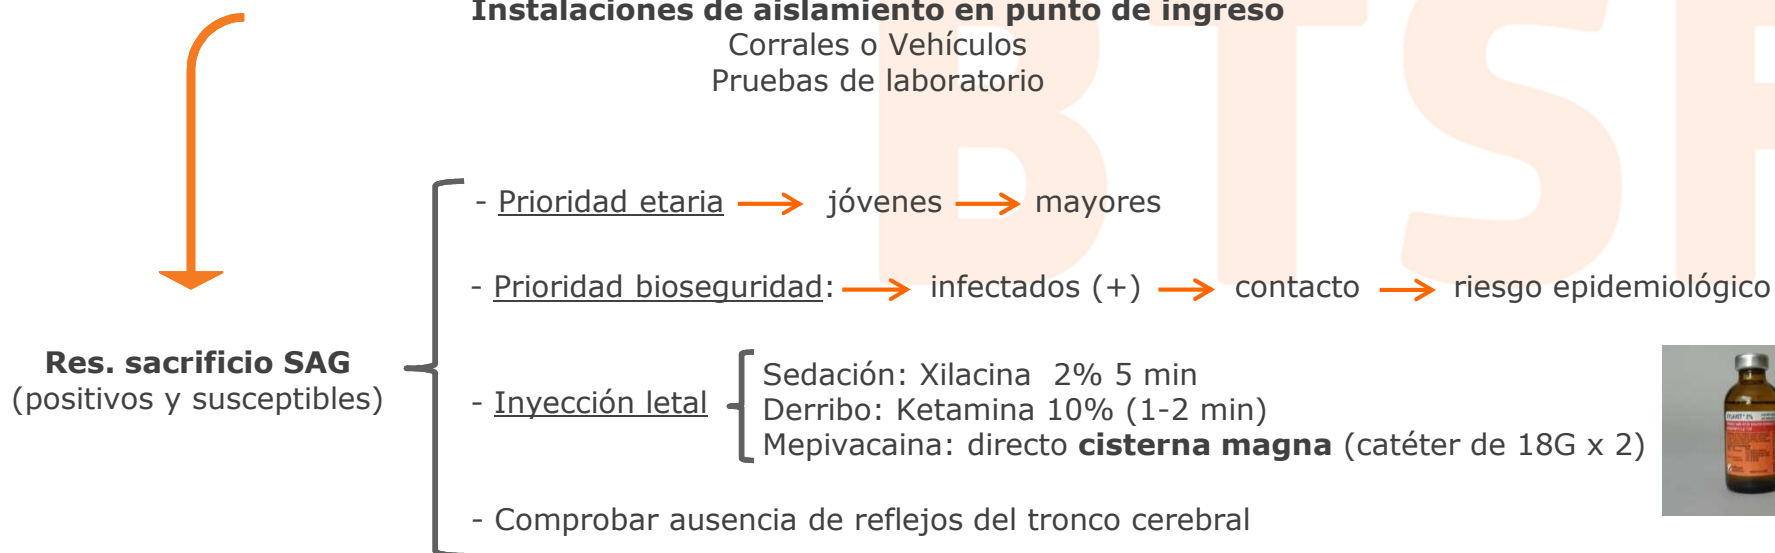 Instalaciones de aislamiento en punto de ingreso
Corrales o Vehículos
Pruebas de laboratorio
BTSF
- Prioridad etaria → jóvenes → mayores
- Prioridad bioseguridad: → infectados (+) → contacto → riesgo epidemiológico
Res. sacrificio SAG
(positivos y susceptibles)
- Inyección letal
Sedación: Xilacina 2% 5 min
Derribo: Ketamina 10% (1-2 min)
Mepivacaina: directo cisterna magna (catéter de 18G x 2)
- Comprobar ausencia de reflejos del tronco cerebral